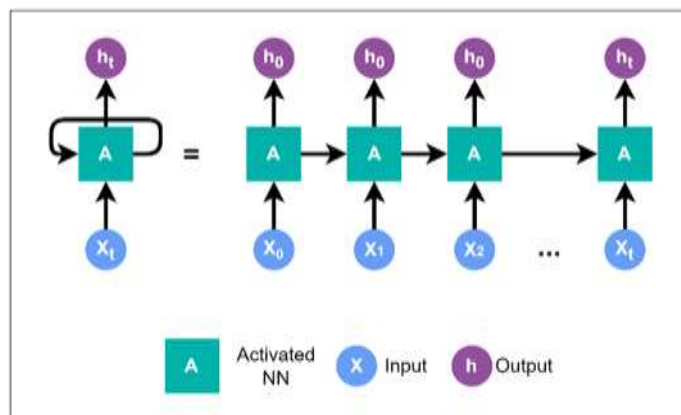 hₜ h₀ h₀ h₀ hₜ
A = A A A A
Xₜ X₀ X₁ X₂ ... Xₜ
A Activated NN X Input h Output